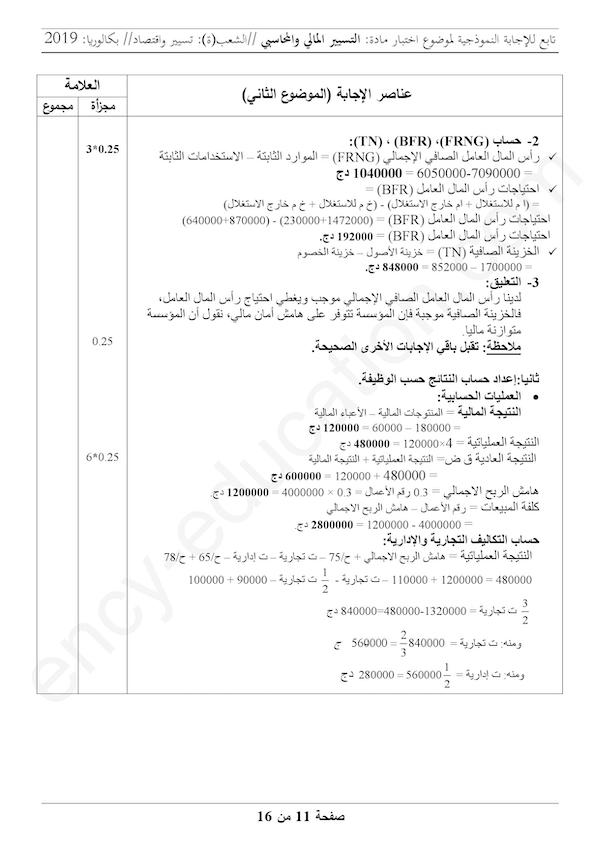 تابع للإجابة النموذجية لموضوع اختبار مادة: التسيير المالي والمحاسبي //الشعب(ة): تسيير واقتصاد// بكالوريا: 2019
عناصر الإجابة (الموضوع الثاني)
العلامة
مجزأة
مجموع
2- حساب (FRNG)، (BFR) ، (TN):
3*0.25
✓ رأس المال العامل الصافي الإجمالي (FRNG) = الموارد الثابتة – الاستخدامات الثابتة
= 7090000-6050000 = 1040000 دج
✓ احتياجات رأس المال العامل (BFR) =
= (ا م للاستغلال + ام خارج الاستغلال) - (خ م للاستغلال + خ م خارج الاستغلال)
احتياجات رأس المال العامل (BFR) = (1472000+230000) - (870000+640000)
احتياجات رأس المال العامل (BFR) = 192000 دج.
✓ الخزينة الصافية (TN) = خزينة الأصول – خزينة الخصوم
= 1700000 – 852000 = 848000 دج.
3- التعليق:
لدينا رأس المال العامل الصافي الإجمالي موجب ويغطي احتياج رأس المال العامل،
فالخزينة الصافية موجبة فإن المؤسسة تتوفر على هامش أمان مالي، نقول أن المؤسسة
متوازنة ماليا.
ملاحظة: تقبل باقي الإجابات الأخرى الصحيحة.
0.25
ثانيا:إعداد حساب النتائج حسب الوظيفة.
• العمليات الحسابية:
النتيجة المالية = المنتوجات المالية – الأعباء المالية
= 180000 – 60000 = 120000 دج
النتيجة العملياتية = 4×120000 = 480000 دج
النتيجة العادية ق ض= النتيجة العملياتية + النتيجة المالية
6*0.25
= 480000 + 120000 = 600000 دج
هامش الربح الاجمالي = 0.3 رقم الأعمال = 0.3 × 4000000 = 1200000 دج.
كلفة المبيعات = رقم الأعمال – هامش الربح الاجمالي
= 4000000 - 1200000 = 2800000 دج.
حساب التكاليف التجارية والإدارية:
النتيجة العملياتية = هامش الربح الاجمالي + ح/75 – ت تجارية – ت إدارية – ح/65 + ح/78
480000 = 1200000 + 110000 – ت تجارية - 1/2 ت تجارية – 90000 + 100000
3/2 ت تجارية = 1320000-480000=840000 دج
ومنه: ت تجارية = 840000 2/3 = 560000 ج
ومنه: ت إدارية = 560000 1/2 = 280000 دج
صفحة 11 من 16
ency-education.com